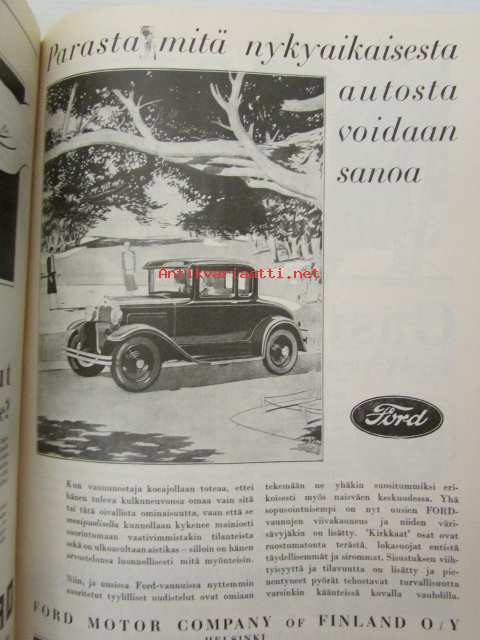 Parasta mitä nykyaikaisesta
autosta
voidaan
sanoa
Antikvariaatti.net
Ford
Kun vaununostaja koeajollaan toteaa, ettei
hänen tuleva kulkuneuvonsa omaa vain sitä
tai tätä oivallista ominaisuutta, vaan että se
monipuolisella kunnollaan kykenee mainiosti
suoriutumaan vaativimmistakin tilanteista
sekä on ulkoasultaan aistikas — silloin on hänen
arvostelunsa luonnollisesti mitä myönteisin.
Niin, ja uusissa Ford-vaunuissa nyttemmin
suoritetut tyylilliset uudistelut ovat omiaan
tekemään ne yhäkin suosituimmiksi eri-
koisesti myös naisväen keskuudessa. Yhä
sopusointuisempi on nyt uusien FORD-
vaunujen viivakauneus ja niiden väri-
sävyjäkin on lisätty. "Kirkkaat" osat ovat
ruostumatonta terästä, lokasuojat entistä
täydellisemmät ja sirommat. Sisustuksen viih-
tyisyyttä ja tilavuutta on lisätty ja pie-
nentyneet pyörät tehostavat turvallisuutta
varsinkin käänteissä kovalla vauhdilla.
FORD MOTOR COMPANY OF FINLAND O/Y
HELSINKI